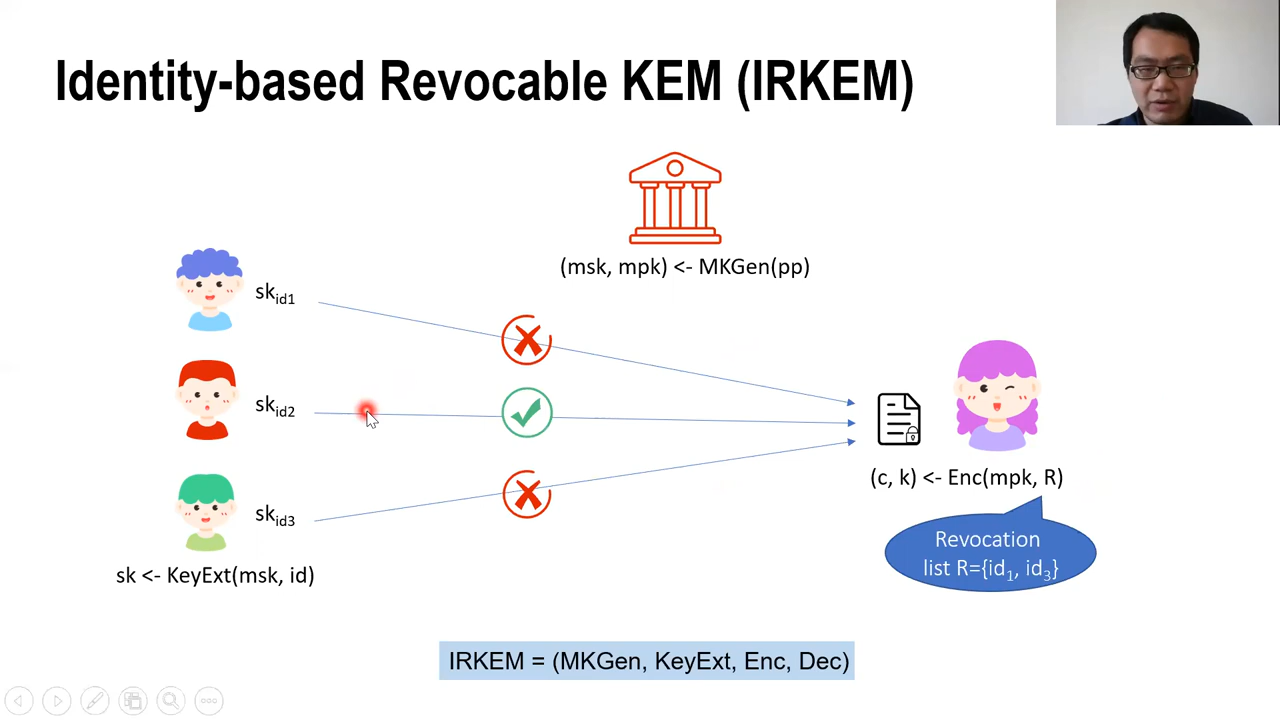 Identity-based Revocable KEM (IRKEM)
(msk, mpk) <- MKGen(pp)
sk_id1
sk_id2
sk_id3
sk <- KeyExt(msk, id)
(c, k) <- Enc(mpk, R)
Revocation
list R={id₁, id₃}
IRKEM = (MKGen, KeyExt, Enc, Dec)